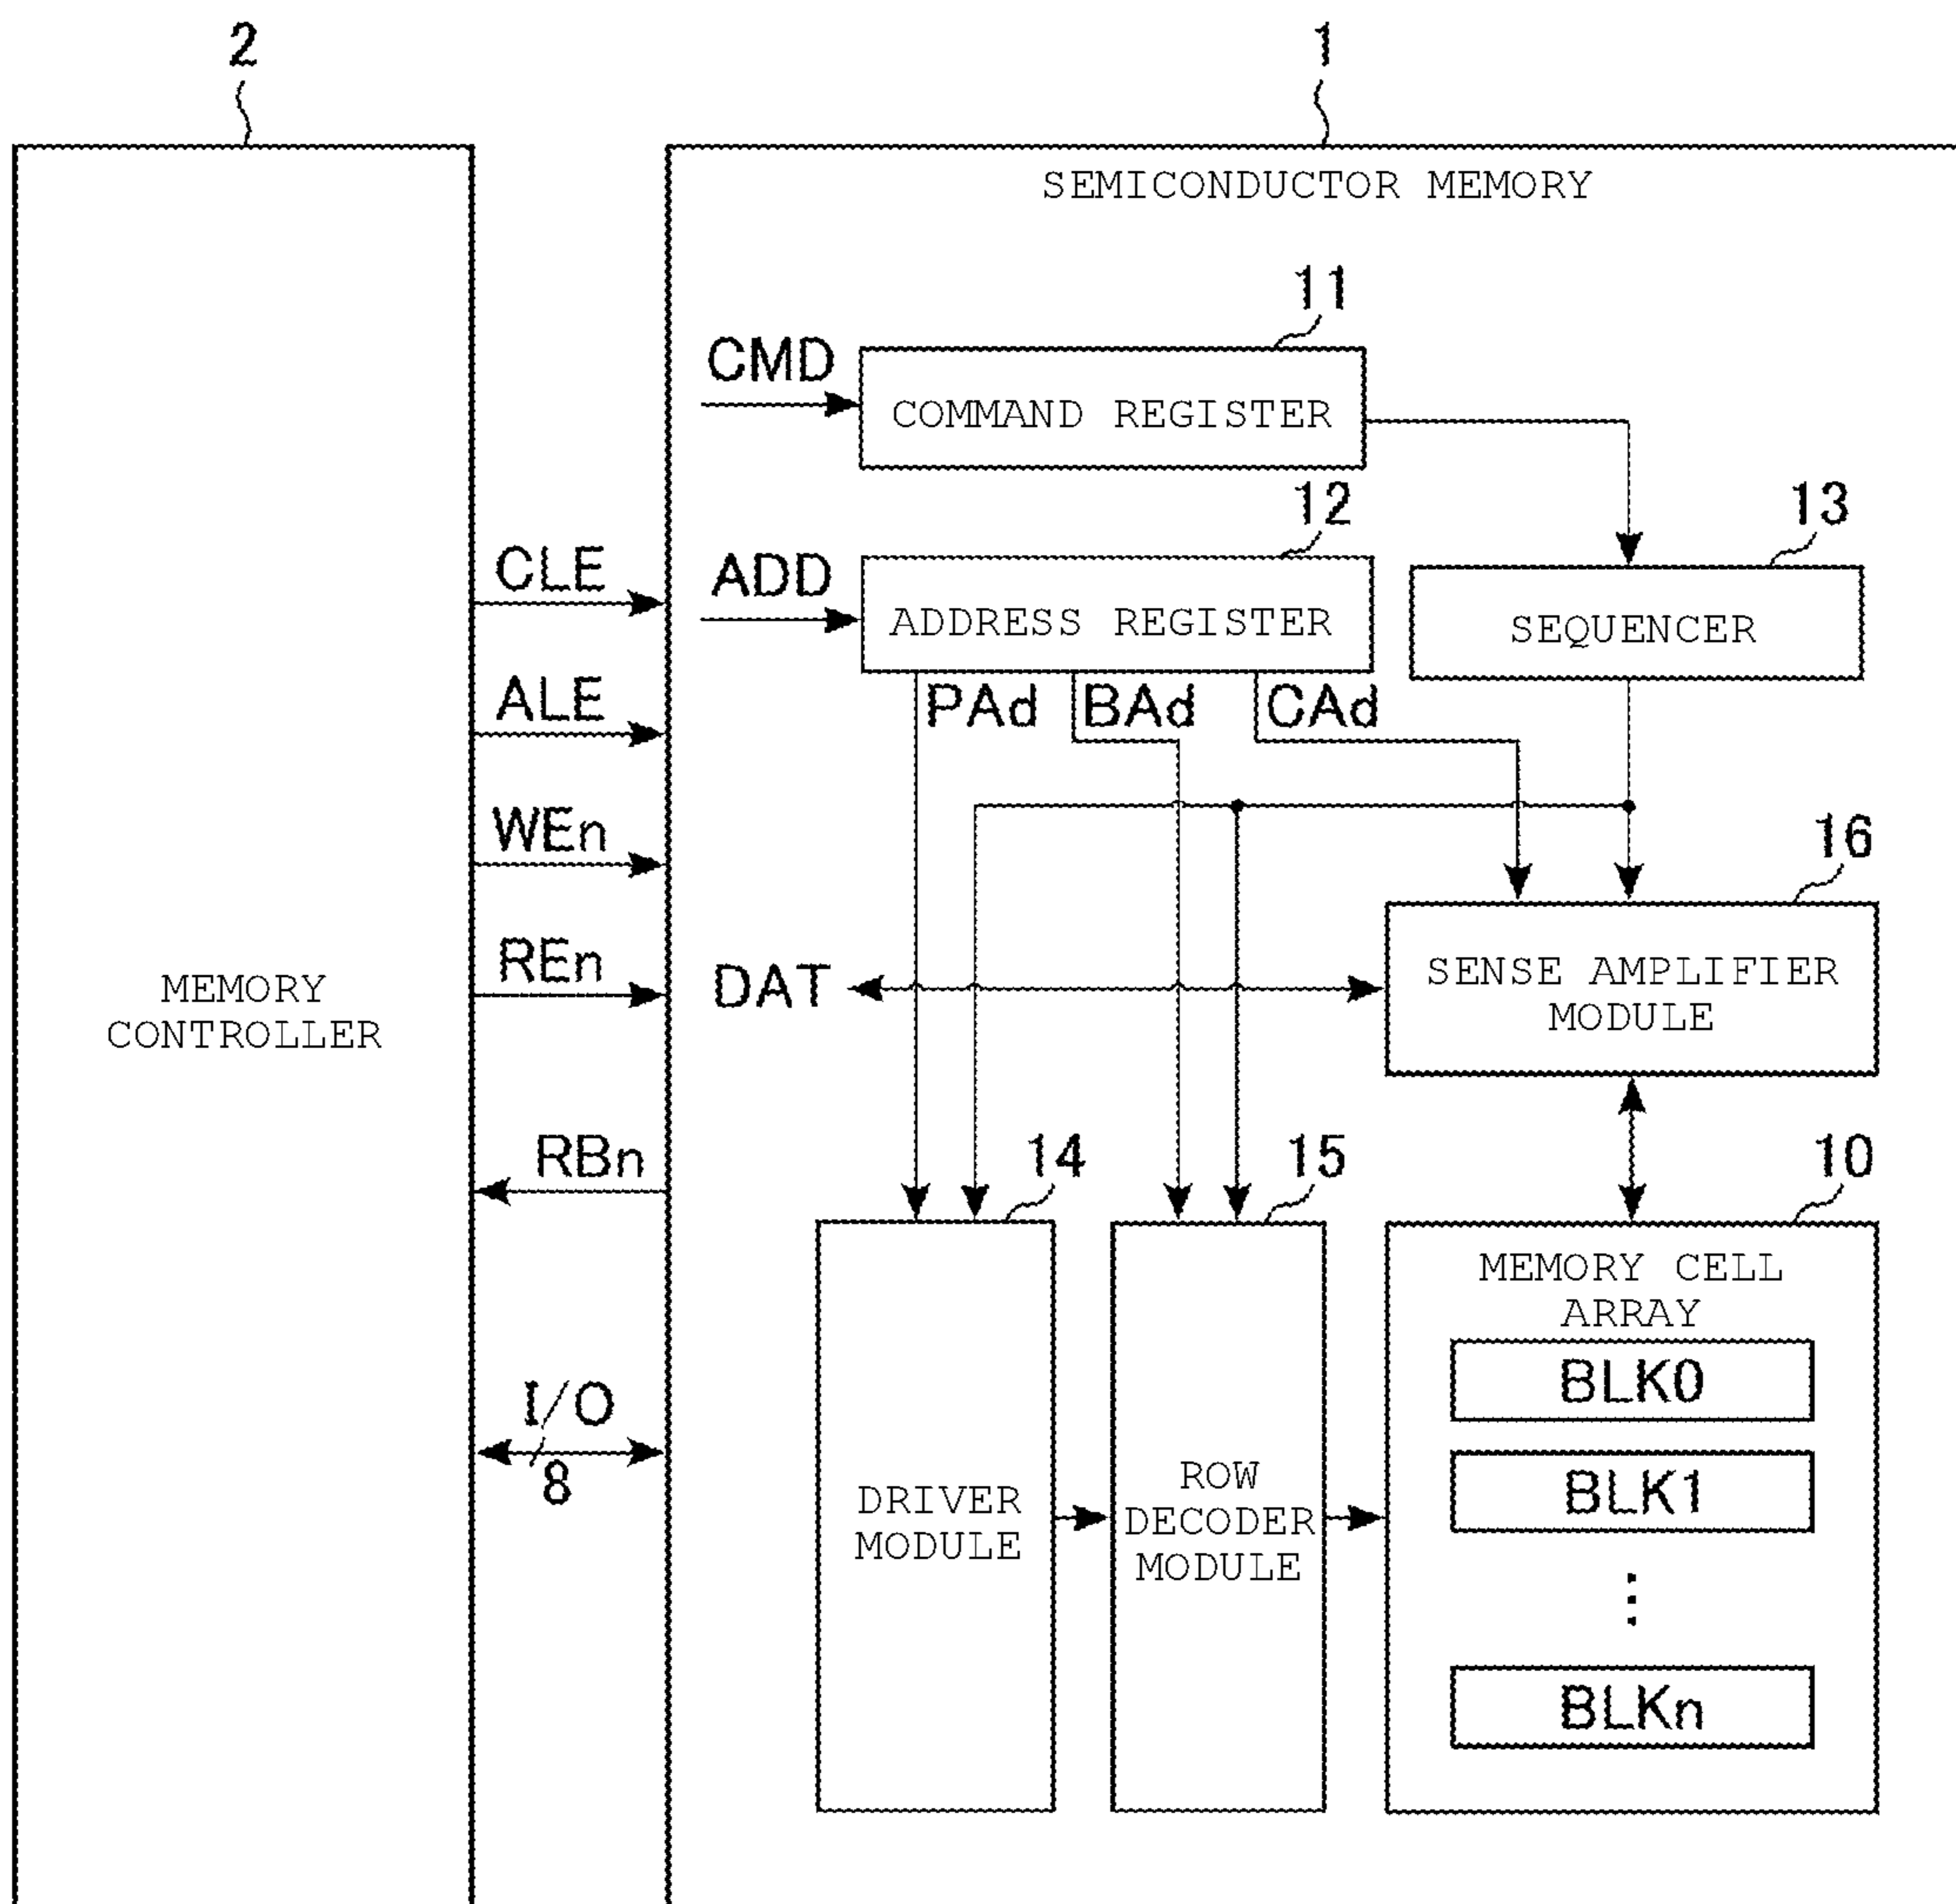 2
1
SEMICONDUCTOR MEMORY
11
CMD
COMMAND REGISTER
12
13
CLE
ADD
ADDRESS REGISTER
SEQUENCER
ALE
PAd
BAd
CAd
WEn
16
REn
DAT
SENSE AMPLIFIER
MODULE
MEMORY
CONTROLLER
RBn
14
15
10
MEMORY CELL
ARRAY
I/O
8
BLK0
BLK1
DRIVER
MODULE
ROW
DECODER
MODULE
⋮
BLKn